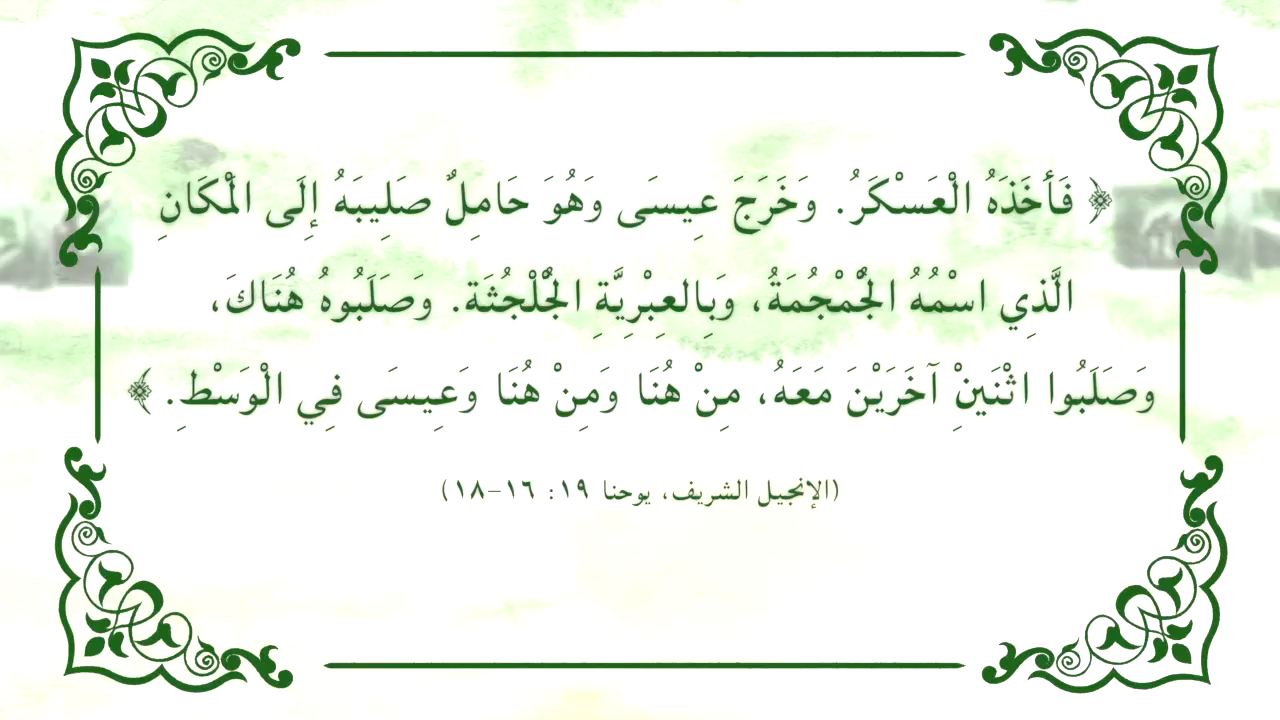 ﴿ فَأَخَذَهُ الْعَسْكَرُ. وَخَرَجَ عِيسَى وَهُوَ حَامِلٌ صَلِيبَهُ إِلَى الْمَكَانِ
الَّذِي اسْمُهُ الْجُمْجُمَةُ، وَبِالعِبْرِيَّةِ الْجُلْجُثَة. وَصَلَبُوهُ هُنَاكَ،
وَصَلَبُوا اثْنَيْنِ آخَرَيْنَ مَعَهُ، مِنْ هُنَا وَمِنْ هُنَا وَعِيسَى فِي الْوَسْطِ. ﴾
(الإنجيل الشريف، يوحنا ١٩: ١٦-١٨)